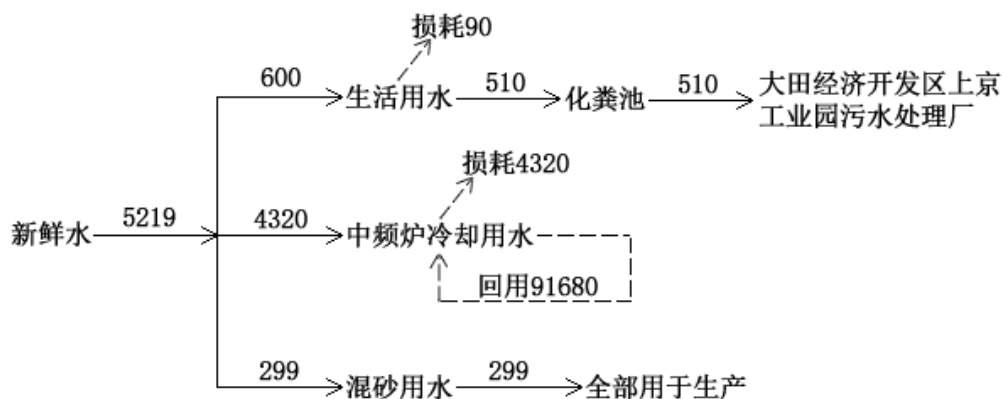 损耗90
600
生活用水
510
化粪池
510
大田经济开发区上京
工业园污水处理厂
损耗4320
新鲜水
5219
4320
中频炉冷却用水
回用91680
299
混砂用水
299
全部用于生产